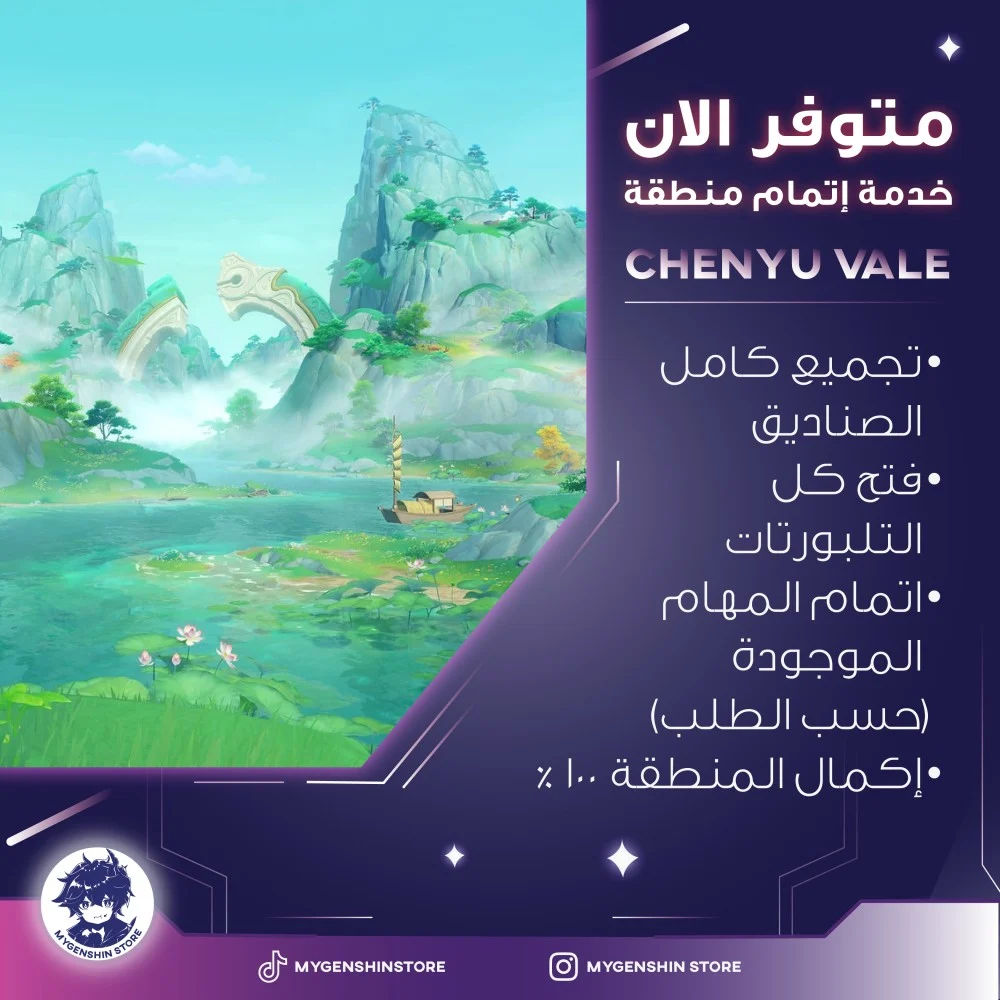 متوفر الان
خدمة إتمام منطقة
CHENYU VALE
•تجميع كامل
الصناديق
•فتح كل
التلبورتات
•اتمام المهام
الموجودة
(حسب الطلب)
•إكمال المنطقة ١٠٠ ٪
MYGENSHIN STORE
MYGENSHINSTORE
MYGENSHIN STORE